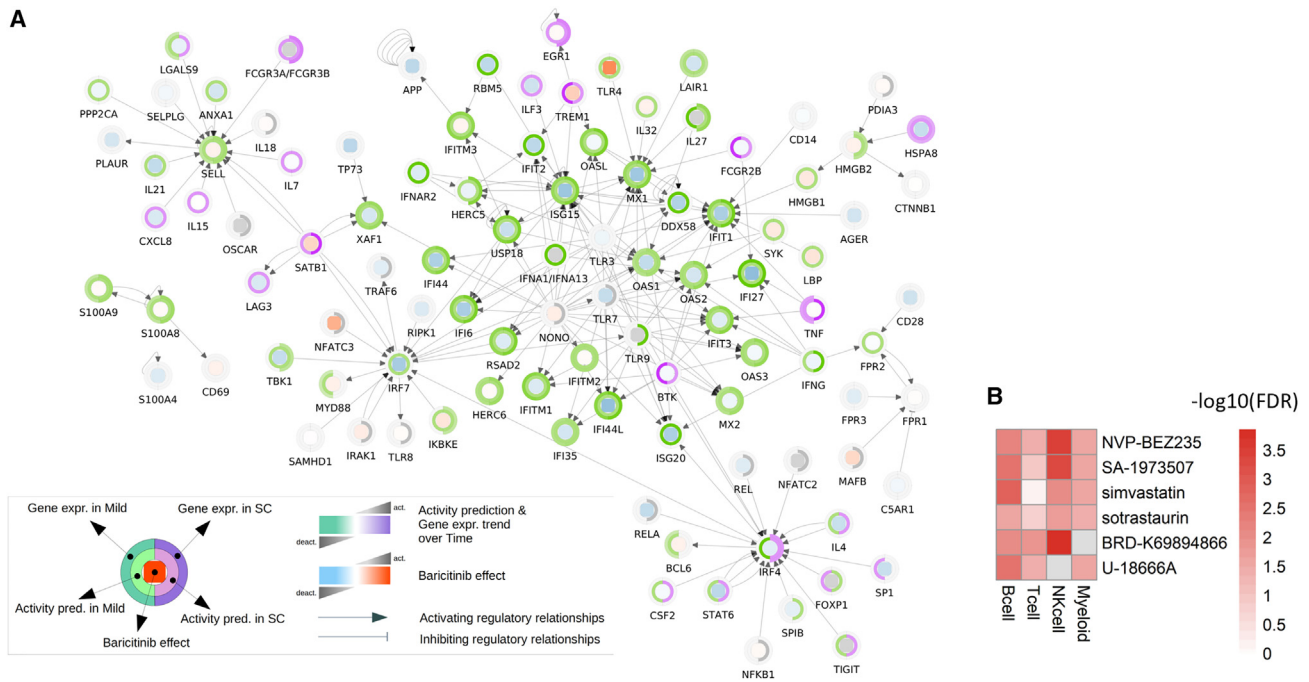 A
LGALS9
FCGR3A/FCGR3B
EGR1
APP
RBM5
TLR4
LAIR1
PPP2CA
SELPLG
ANXA1
ILF3
TREM1
PDIA3
IL18
IL32
IL27
CD14
HSPA8
PLAUR
IFITM3
IFIT2
OASL
IL21
SELL
IL7
TP73
FCGR2B
HMGB2
IFNAR2
HERC5
ISG15
MX1
HMGB1
CTNNB1
CXCL8
IL15
OSCAR
DDX58
IFIT1
AGER
XAF1
USP18
SYK
SATB1
IFI44
IFNA1/IFNA13
TLR3
LBP
LAG3
TRAF6
OAS1
OAS2
IFI27
S100A9
TLR7
TNF
CD28
S100A8
NFATC3
RIPK1
IFI6
NONO
TLR9
IFIT3
RSAD2
OAS3
FPR2
IFNG
S100A4
CD69
TBK1
IRF7
IFITM2
BTK
MYD88
HERC6
IFITM1
IFI44L
MX2
FPR3
FPR1
SAMHD1
IRAK1
TLR8
IKBKE
IFI35
ISG20
MAFB
REL
NFATC2
C5AR1
RELA
IL4
BCL6
IRF4
SP1
CSF2
STAT6
FOXP1
SPIB
NFKB1
TIGIT
Gene expr. in Mild
Gene expr. in SC
Activity pred. in Mild
Activity pred. in SC
Baricitinib effect
act.
deact.
Activity prediction &
Gene expr. trend
over Time
act.
deact.
Baricitinib effect
Activating regulatory relationships
Inhibiting regulatory relationships
B
-log10(FDR)
NVP-BEZ235
SA-1973507
simvastatin
sotrastaurin
BRD-K69894866
U-18666A
Bcell
Tcell
NKcell
Myeloid
3.5
3
2.5
2
1.5
1
0.5
0